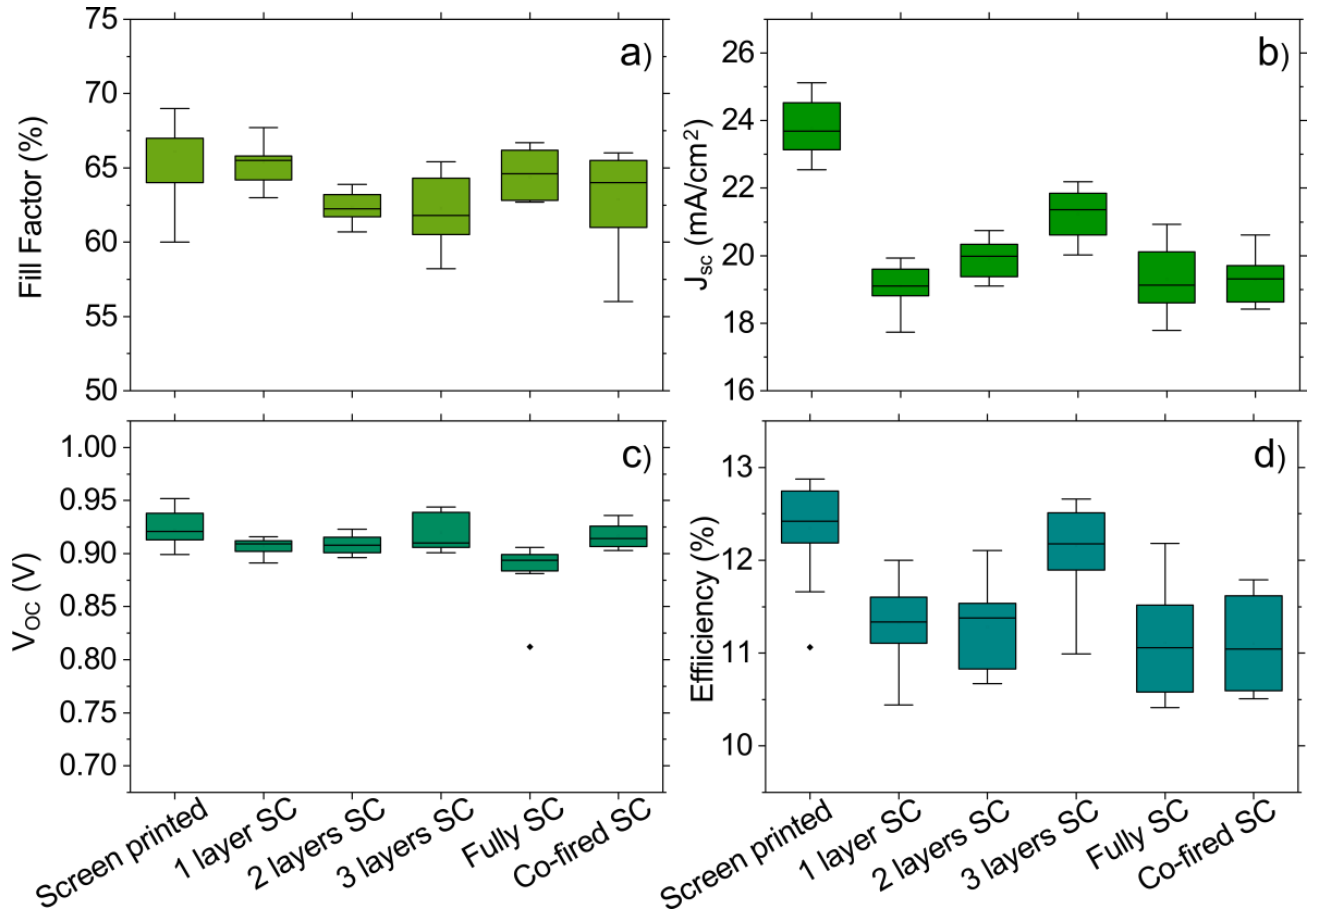 a)
Fill Factor (%)
75
70
65
60
55
50
b)
J_sc (mA/cm²)
26
24
22
20
18
16
c)
V_OC (V)
1.00
0.95
0.90
0.85
0.80
0.75
0.70
Screen printed
1 layer SC
2 layers SC
3 layers SC
Fully SC
Co-fired SC
d)
Effiiciency (%)
13
12
11
10
Screen printed
1 layer SC
2 layers SC
3 layers SC
Fully SC
Co-fired SC